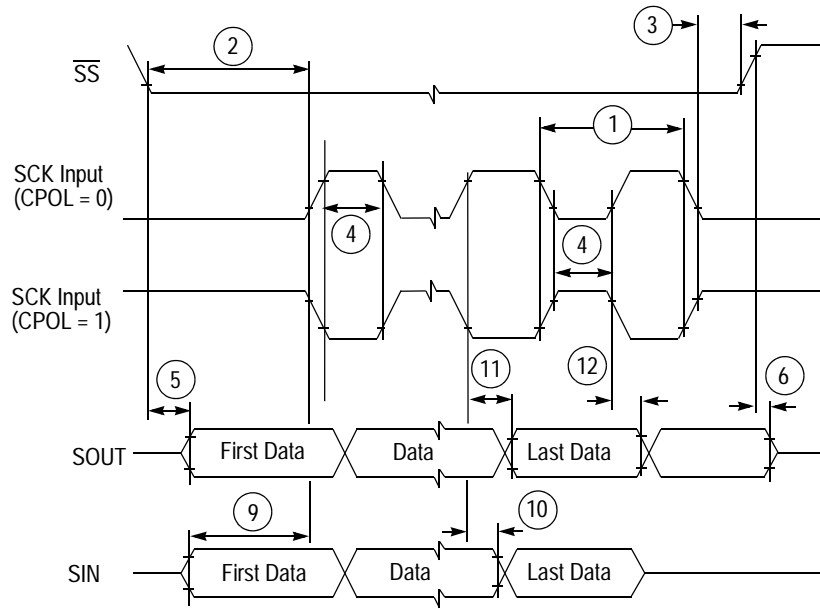 3
2
SS
1
SCK Input
(CPOL = 0)
4
4
SCK Input
(CPOL = 1)
5
11
12
6
SOUT First Data Data Last Data
9
10
SIN First Data Data Last Data